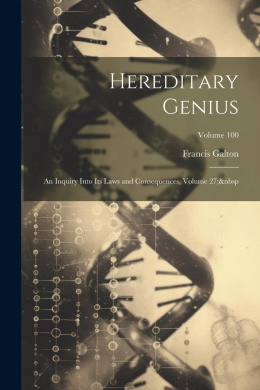 Hereditary
Genius
An Inquiry Into Its Laws and Consequences, Volume 27;&nbsp
Volume 100
Francis Galton